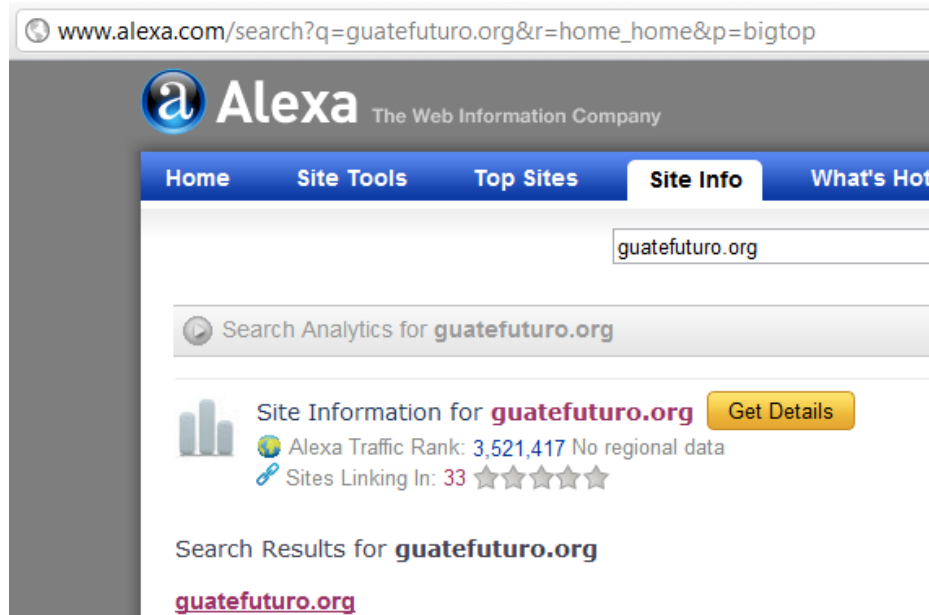 www.alexa.com/search?q=guatefuturo.org&r=home_home&p=bigtop
a Alexa The Web Information Company
Home Site Tools Top Sites Site Info What's Hot
guatefuturo.org
Search Analytics for guatefuturo.org
Site Information for guatefuturo.org Get Details
Alexa Traffic Rank: 3,521,417 No regional data
Sites Linking In: 33
Search Results for guatefuturo.org
guatefuturo.org